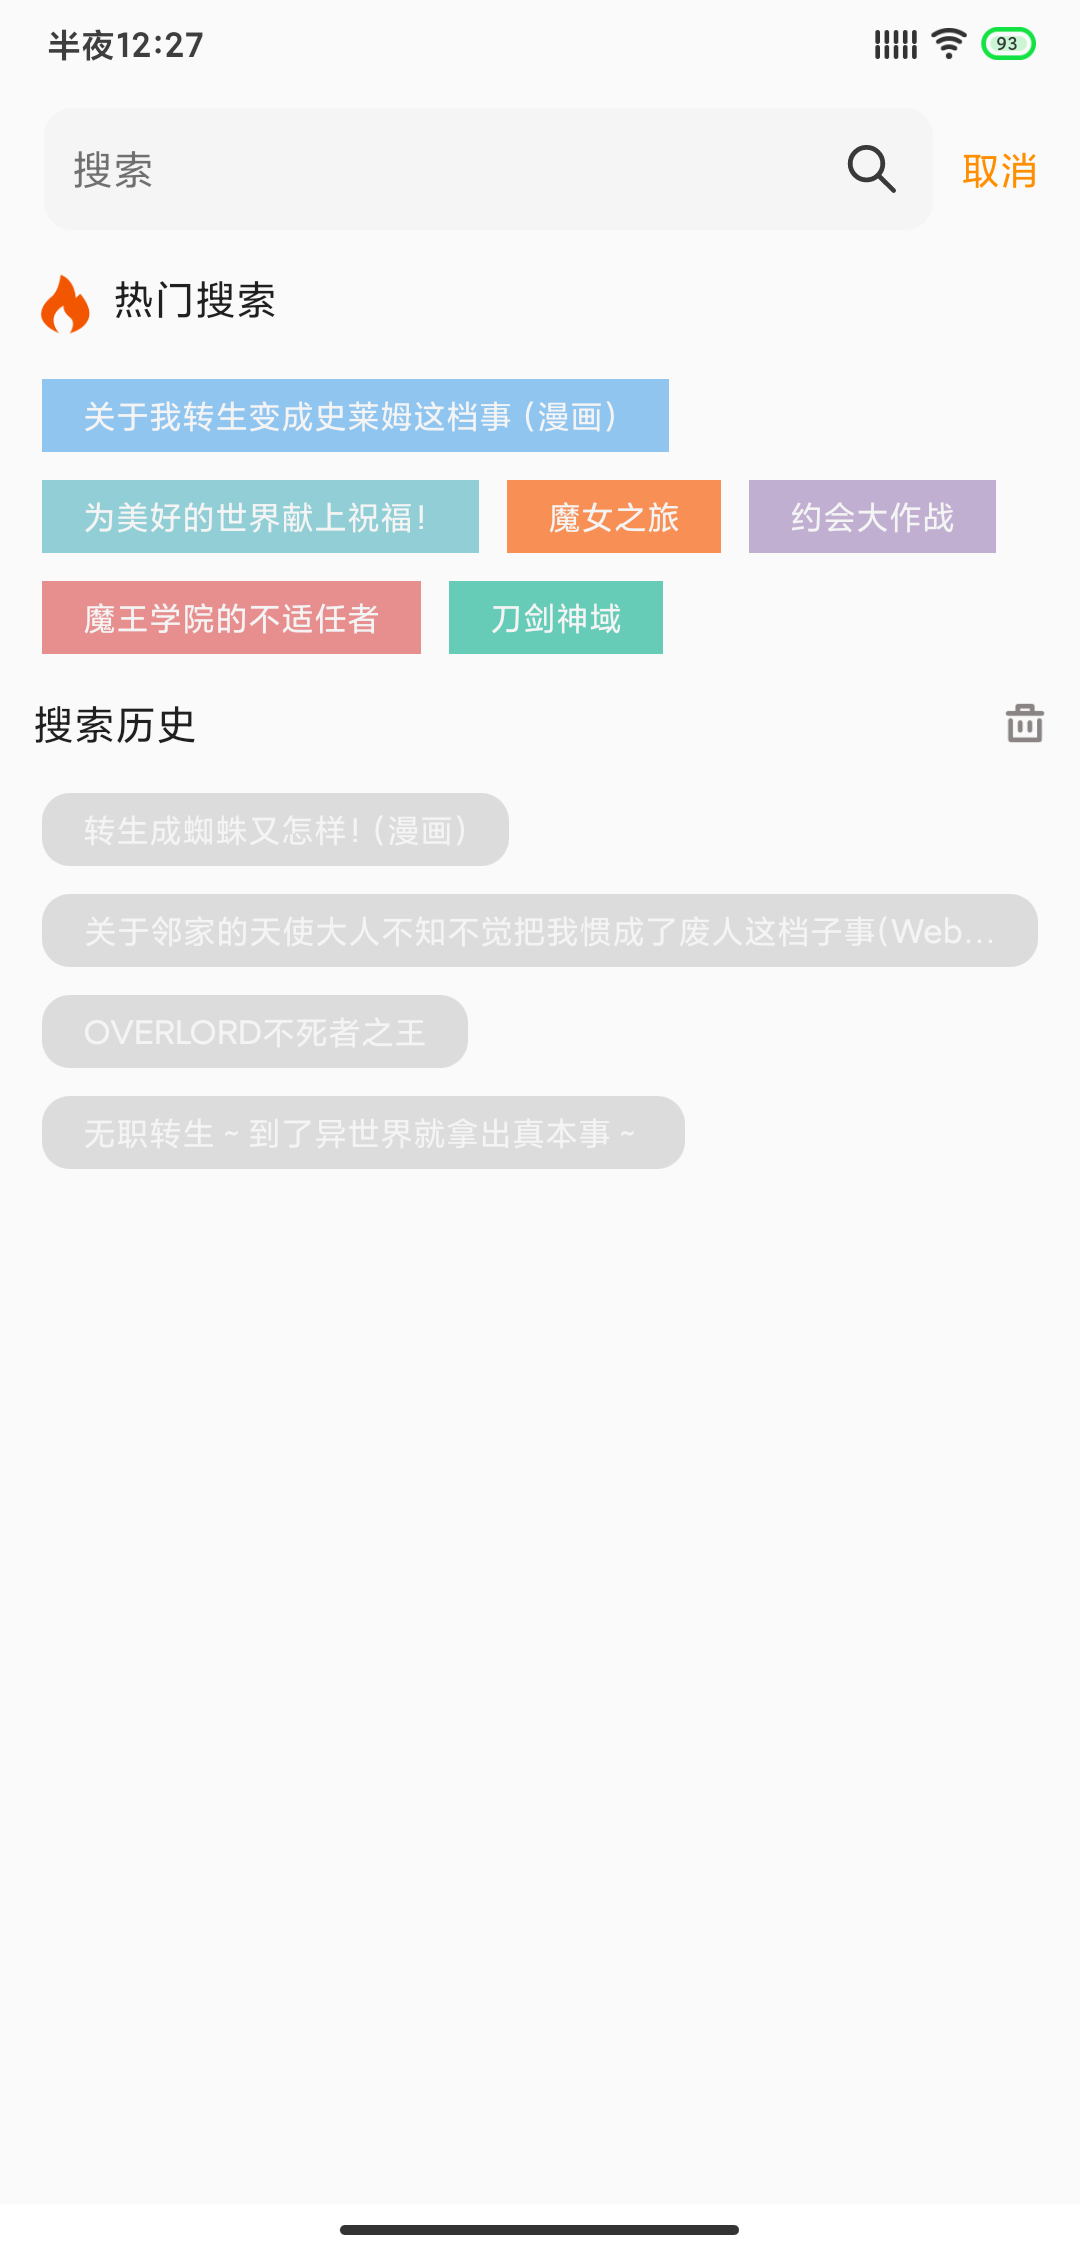 半夜12:27
93
搜索
取消
热门搜索
关于我转生变成史莱姆这档事（漫画）
为美好的世界献上祝福！ 魔女之旅 约会大作战
魔王学院的不适任者 刀剑神域
搜索历史
转生成蜘蛛又怎样！（漫画）
关于邻家的天使大人不知不觉把我惯成了废人这档子事(Web...
OVERLORD不死者之王
无职转生～到了异世界就拿出真本事～